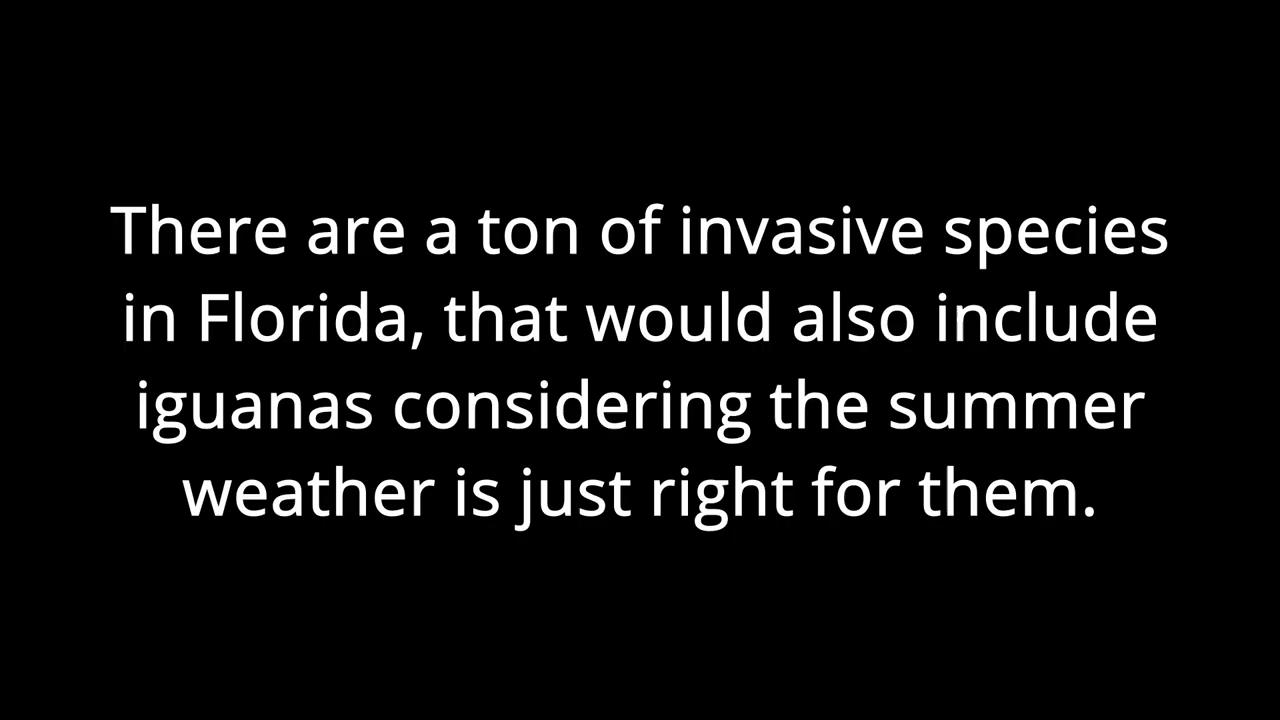 There are a ton of invasive species
in Florida, that would also include
iguanas considering the summer
weather is just right for them.